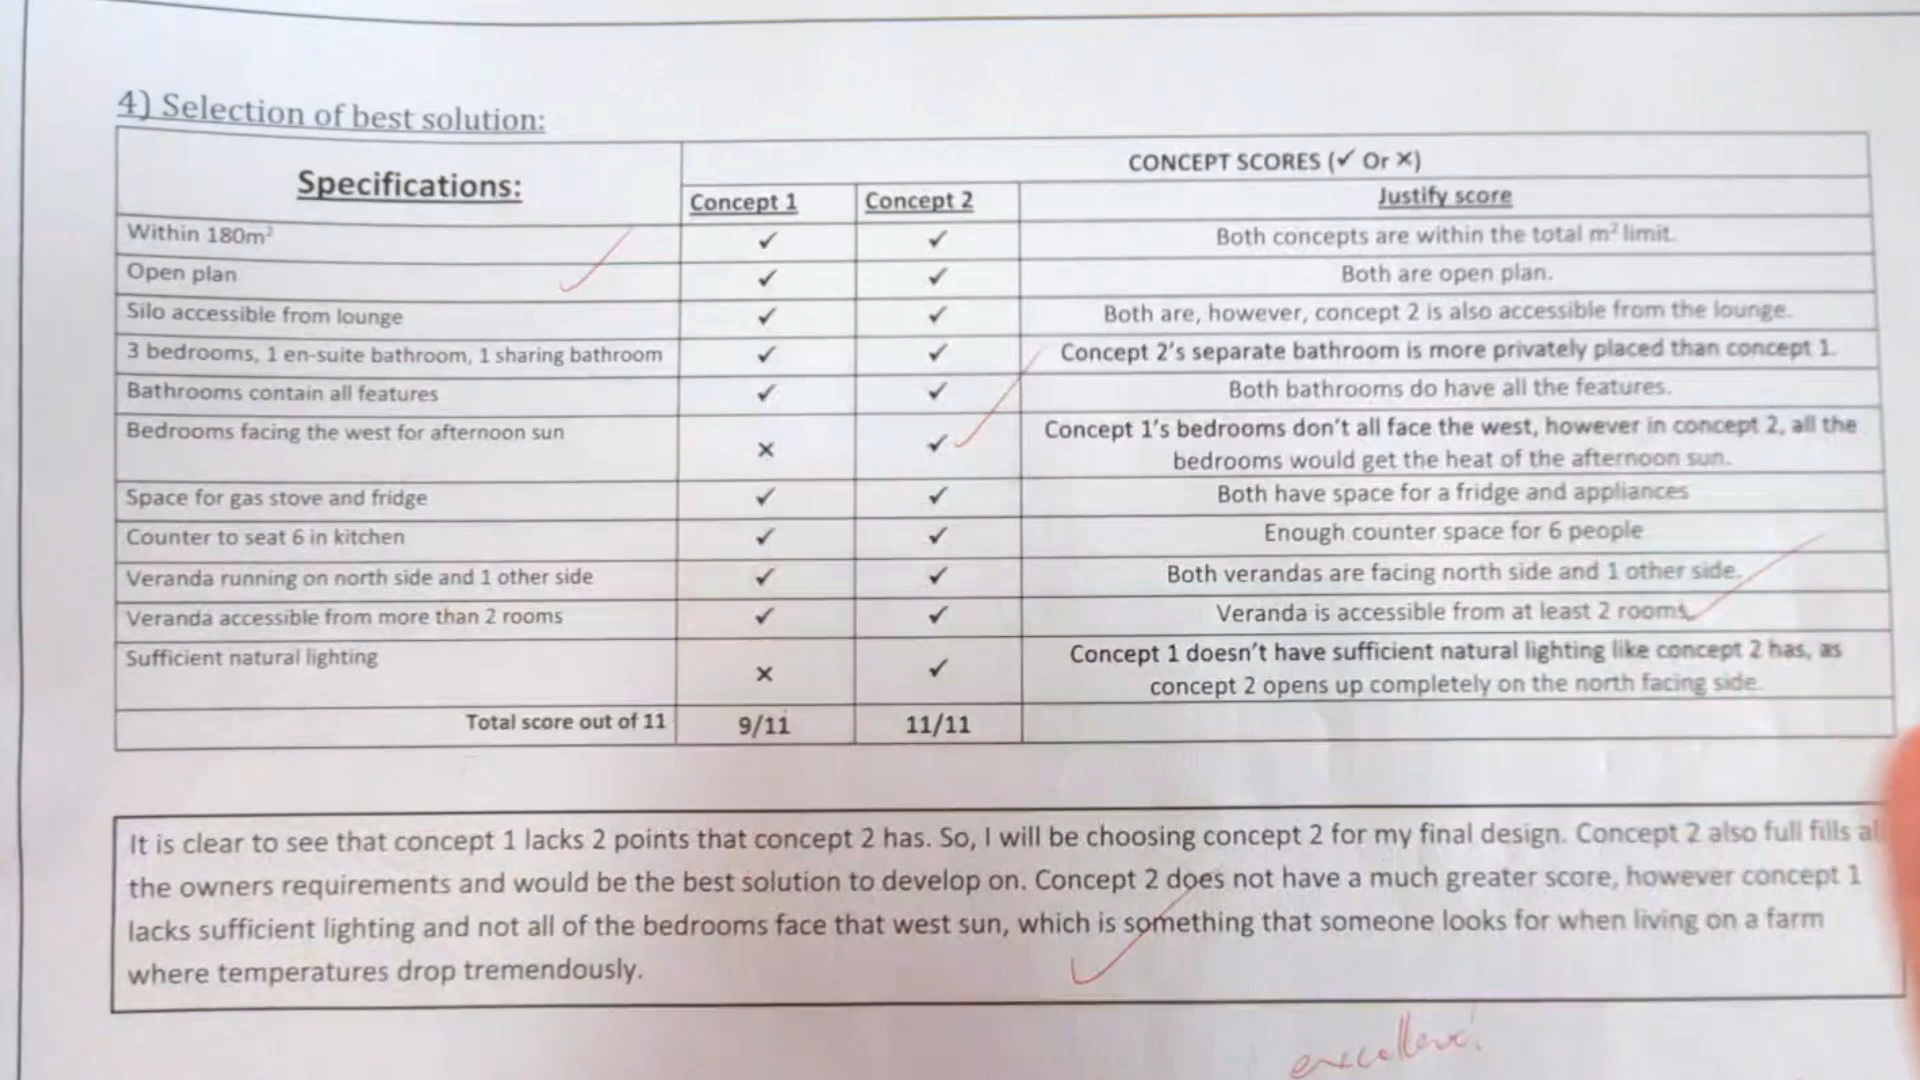 4) Selection of best solution:
Specifications:
CONCEPT SCORES (✓ Or ×)
Concept 1
Concept 2
Justify score
Within 180m² ✓ ✓ Both concepts are within the total m² limit.
Open plan ✓ ✓ Both are open plan.
Silo accessible from lounge ✓ ✓ Both are, however, concept 2 is also accessible from the lounge.
3 bedrooms, 1 en-suite bathroom, 1 sharing bathroom ✓ ✓ Concept 2's separate bathroom is more privately placed than concept 1.
Bathrooms contain all features ✓ ✓ Both bathrooms do have all the features.
Bedrooms facing the west for afternoon sun × ✓ Concept 1's bedrooms don't all face the west, however in concept 2, all the
bedrooms would get the heat of the afternoon sun.
Space for gas stove and fridge ✓ ✓ Both have space for a fridge and appliances
Counter to seat 6 in kitchen ✓ ✓ Enough counter space for 6 people
Veranda running on north side and 1 other side ✓ ✓ Both verandas are facing north side and 1 other side.
Veranda accessible from more than 2 rooms ✓ ✓ Veranda is accessible from at least 2 rooms
Sufficient natural lighting × ✓ Concept 1 doesn't have sufficient natural lighting like concept 2 has, as
concept 2 opens up completely on the north facing side.
Total score out of 11 9/11 11/11
It is clear to see that concept 1 lacks 2 points that concept 2 has. So, I will be choosing concept 2 for my final design. Concept 2 also full fills al
the owners requirements and would be the best solution to develop on. Concept 2 does not have a much greater score, however concept 1
lacks sufficient lighting and not all of the bedrooms face that west sun, which is something that someone looks for when living on a farm
where temperatures drop tremendously.